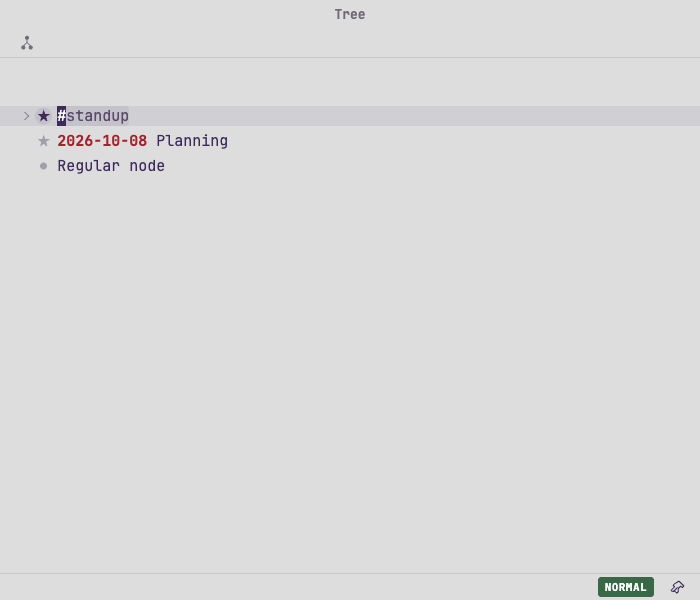 Tree
#standup
2026-10-08 Planning
Regular node
NORMAL